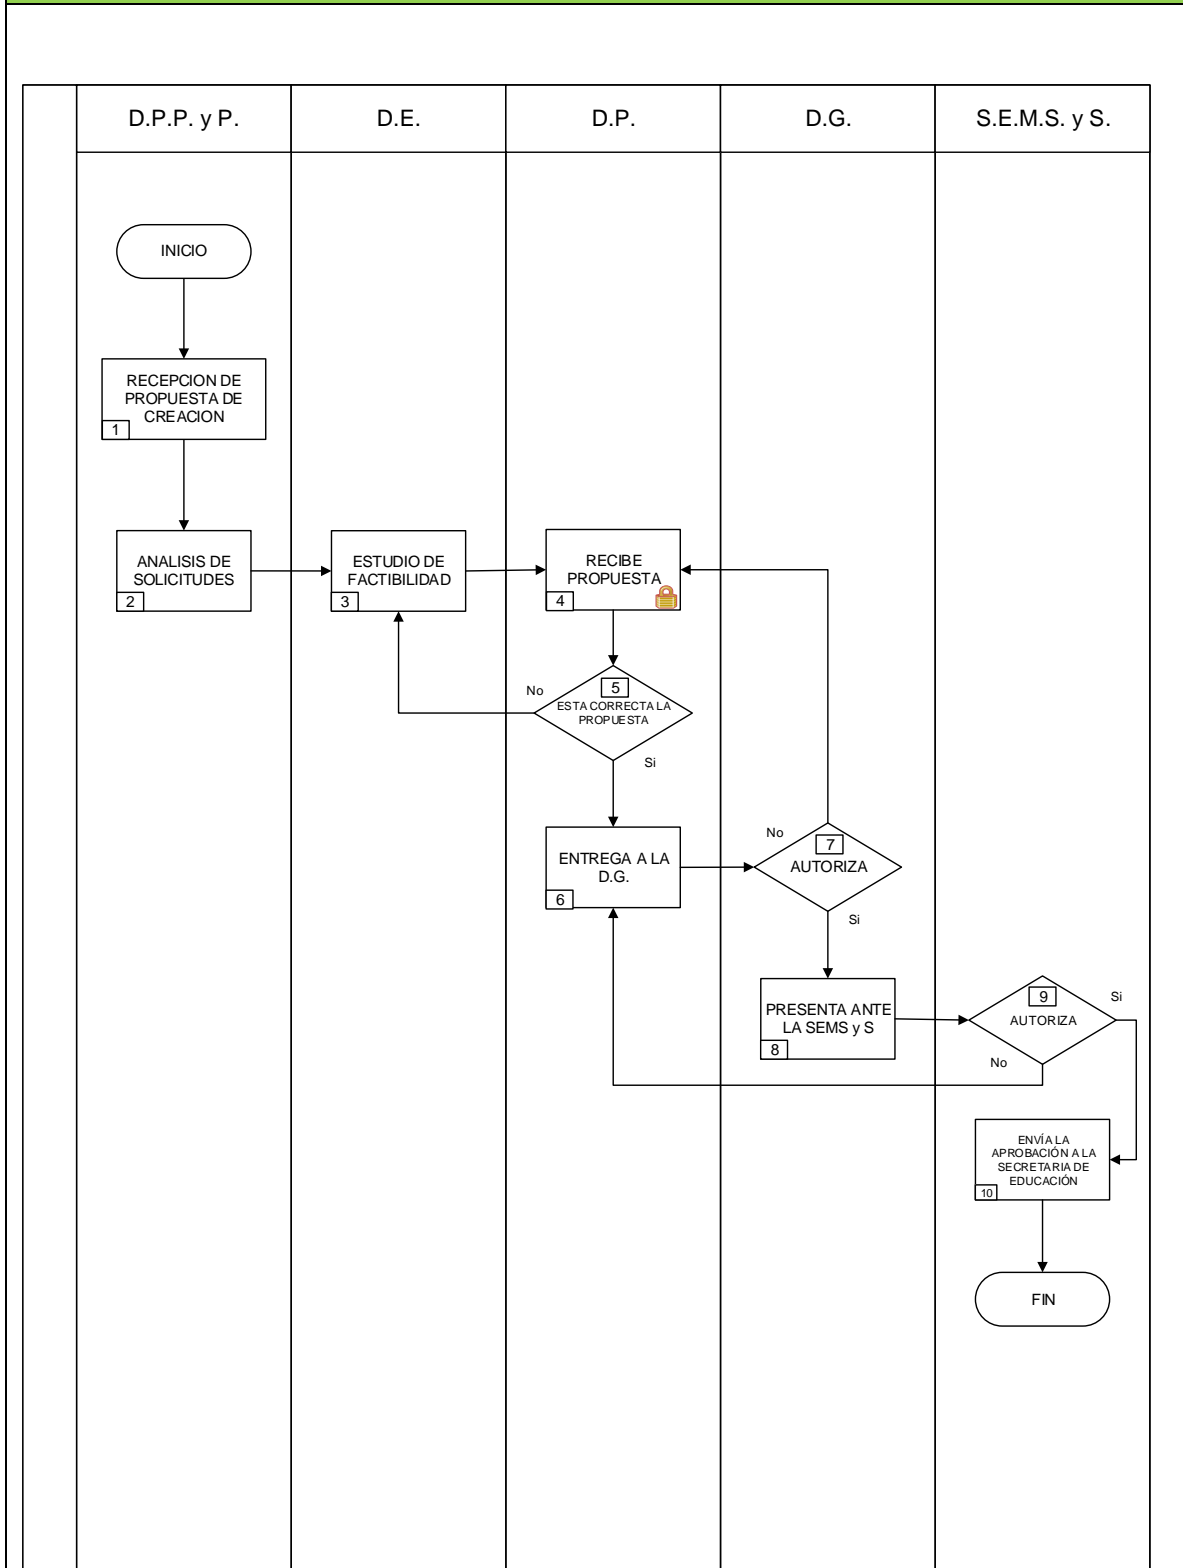 D.P.P. y P.
D.E.
D.P.
D.G.
S.E.M.S. y S.
INICIO
RECEPCION DE
PROPUESTA DE
CREACION
1
ANALISIS DE
SOLICITUDES
2
ESTUDIO DE
FACTIBILIDAD
3
RECIBE
PROPUESTA
4
No
5
ESTA CORRECTA LA
PROPUESTA
Si
ENTREGA A LA
D.G.
6
No
7
AUTORIZA
Si
PRESENTA ANTE
LA SEMS y S
8
9
AUTORIZA
Si
No
ENVÍA LA
APROBACIÓN A LA
SECRETARIA DE
EDUCACIÓN
10
FIN